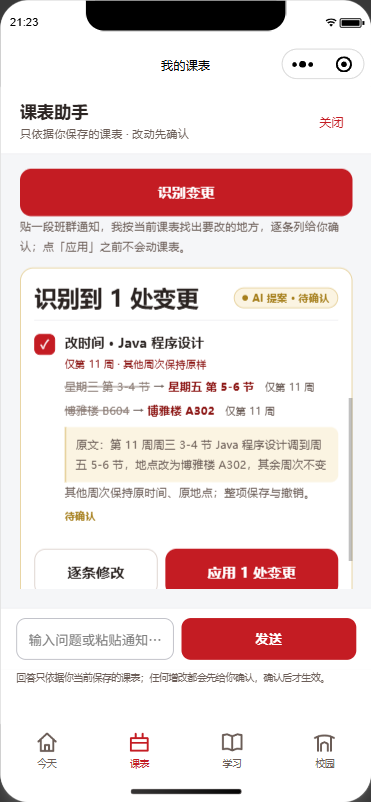 21:23
我的课表
课表助手
只依据你保存的课表 · 改动先确认
关闭
识别变更
贴一段班群通知，我按当前课表找出要改的地方，逐条列给你确
认；点「应用」之前不会动课表。
识别到 1 处变更
AI 提案 · 待确认
改时间 · Java 程序设计
仅第 11 周 · 其他周次保持原样
星期三 第 3-4 节 → 星期五 第 5-6 节 仅第 11 周
博雅楼 B604 → 博雅楼 A302 仅第 11 周
原文：第 11 周周三 3-4 节 Java 程序设计调到周
五 5-6 节，地点改为博雅楼 A302，其余周次不变
其他周次保持原时间、原地点；整项保存与撤销。
待确认
逐条修改
应用 1 处变更
输入问题或粘贴通知…
发送
回答只依据你当前保存的课表；任何增改都会先给你确认，确认后才生效。
今天
课表
学习
校园